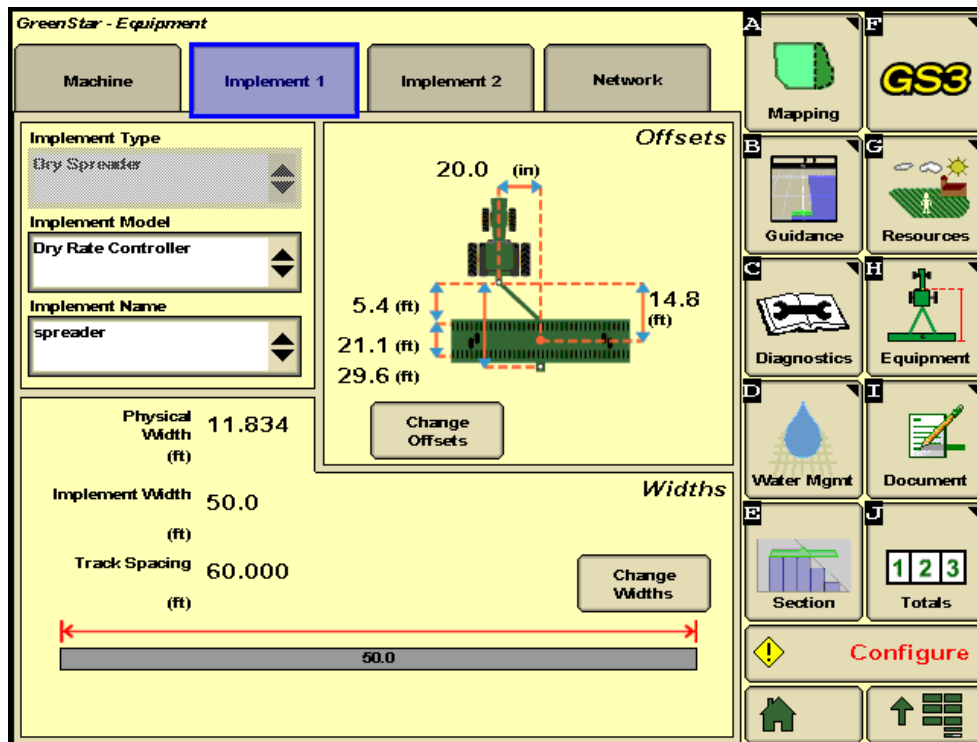 GreenStar - Equipment
Machine
Implement 1
Implement 2
Network
Implement Type
Dry Spreader
Implement Model
Dry Rate Controller
Implement Name
spreader
Offsets
20.0 (in)
5.4 (ft)
21.1 (ft)
29.6 (ft)
14.8
(ft)
Change
Offsets
Physical
Width
(ft)
11.834
Implement Width
(ft)
50.0
Track Spacing
(ft)
60.000
Widths
Change
Widths
50.0
A
Mapping
F
GS3
B
Guidance
G
Resources
C
Diagnostics
H
Equipment
D
Water Mgmt
I
Document
E
Section
J
1 2 3
Totals
Configure